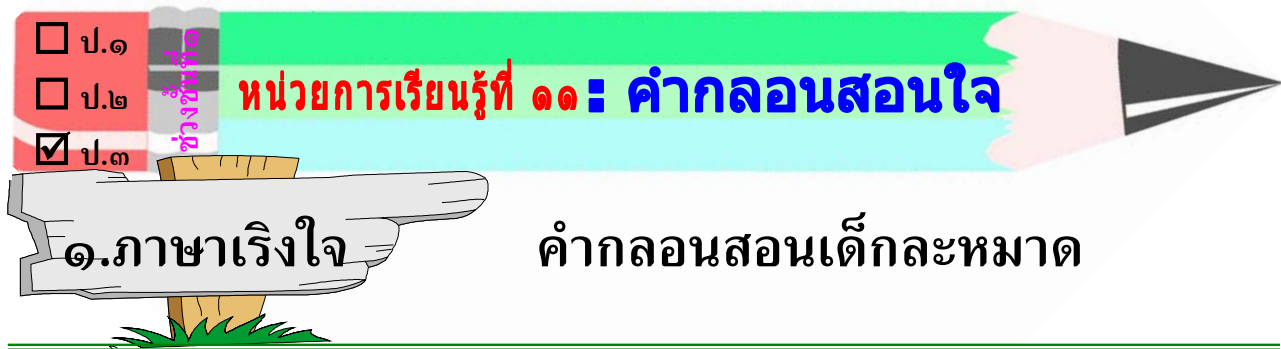 ป.๑
ป.๒
ป.๓
ช่วงชั้นที่ ๑
หน่วยการเรียนรู้ที่ ๑๑ : คำกลอนสอนใจ
๑.ภาษาเริงใจ
คำกลอนสอนเด็กละหมาด